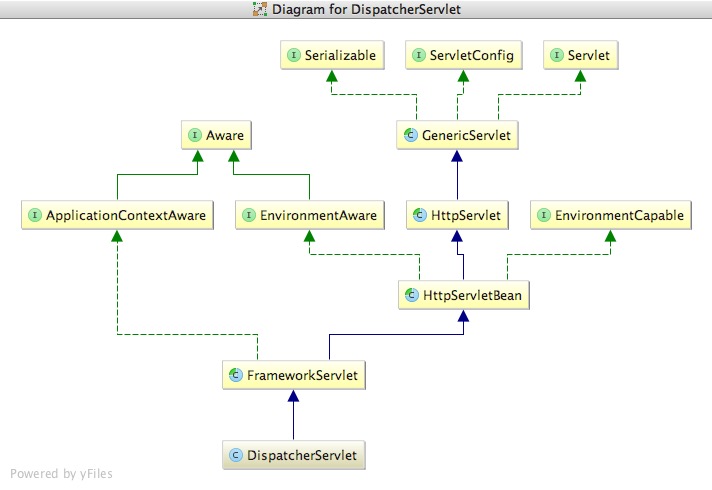 Diagram for DispatcherServlet
I Serializable
I ServletConfig
I Servlet
I Aware
C GenericServlet
I ApplicationContextAware
I EnvironmentAware
C HttpServlet
I EnvironmentCapable
C HttpServletBean
C FrameworkServlet
C DispatcherServlet
Powered by yFiles